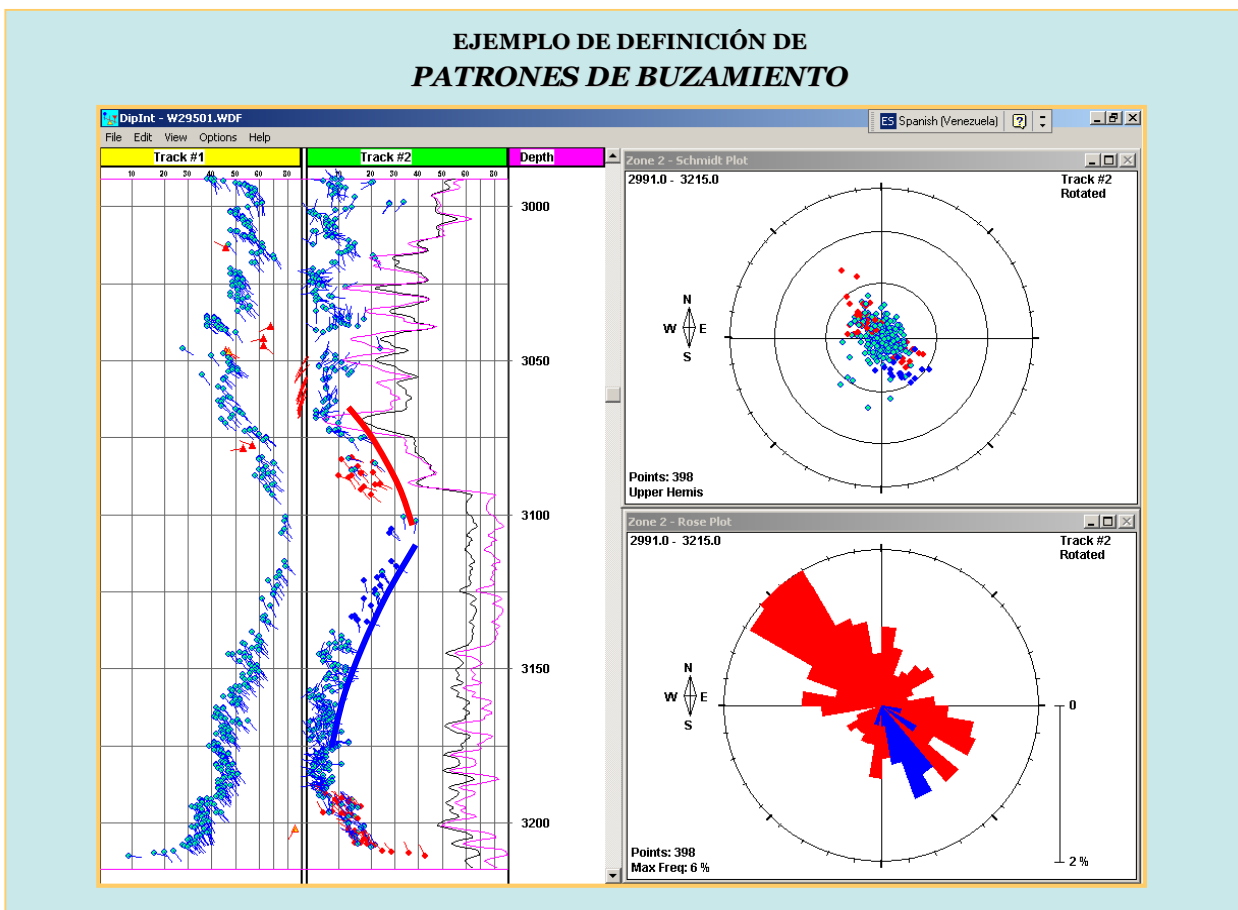 EJEMPLO DE DEFINICIÓN DE
PATRONES DE BUZAMIENTO
DipInt - W29501.WDF
ES Spanish (Venezuela)
File Edit View Options Help
Track #1 Track #2 Depth
10 20 30 40 50 60 80 10 20 30 40 50 60 80
3000
3050
3100
3150
3200
Zone 2 - Schmidt Plot
2991.0 - 3215.0
Track #2
Rotated
N
W E
S
Points: 398
Upper Hemis
Zone 2 - Rose Plot
2991.0 - 3215.0
Track #2
Rotated
N
W E
S
0
2 %
Points: 398
Max Freq: 6 %